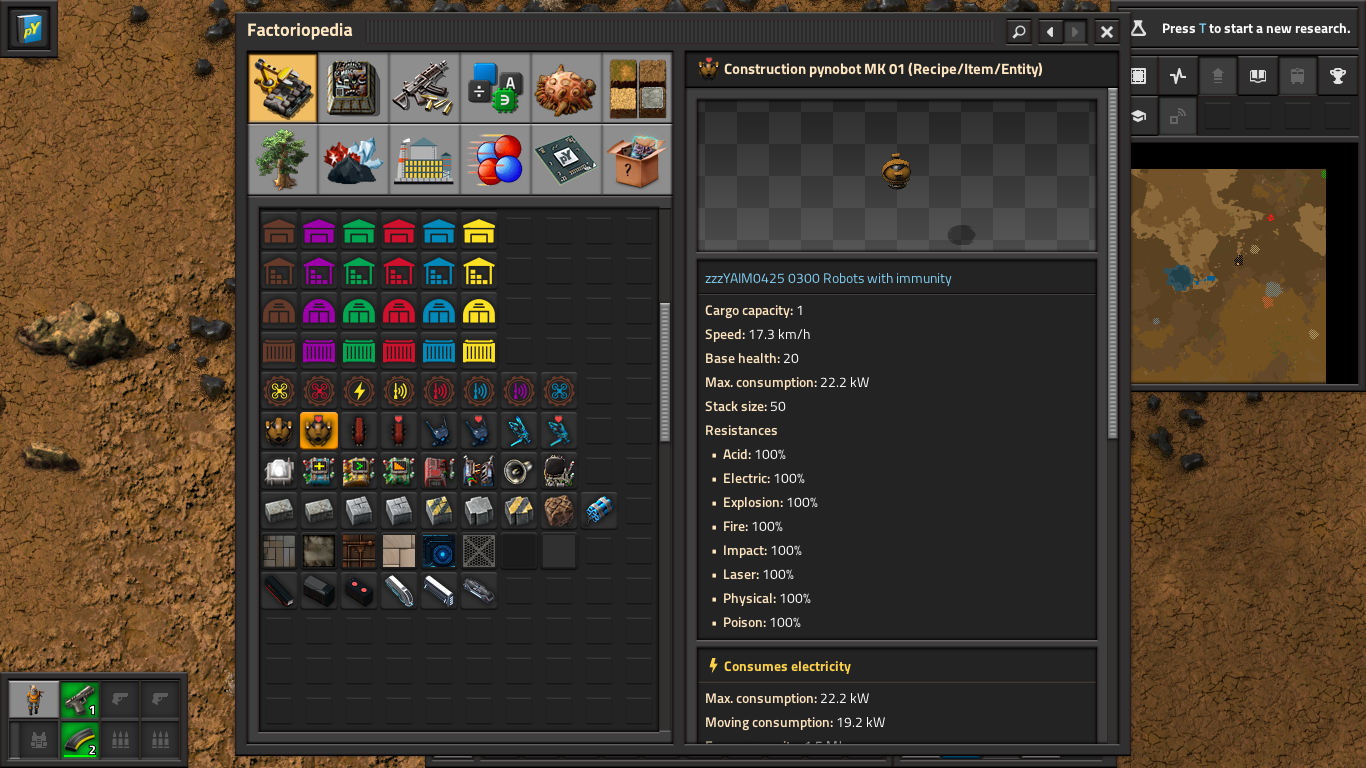 pY
Factoriopedia
Press T to start a new research.
A
pY
?
Construction pynobot MK 01 (Recipe/Item/Entity)
zzzYAIM0425 0300 Robots with immunity
Cargo capacity: 1
Speed: 17.3 km/h
Base health: 20
Max. consumption: 22.2 kW
Stack size: 50
Resistances
▪ Acid: 100%
▪ Electric: 100%
▪ Explosion: 100%
▪ Fire: 100%
▪ Impact: 100%
▪ Laser: 100%
▪ Physical: 100%
▪ Poison: 100%
Consumes electricity
Max. consumption: 22.2 kW
Moving consumption: 19.2 kW
1
2